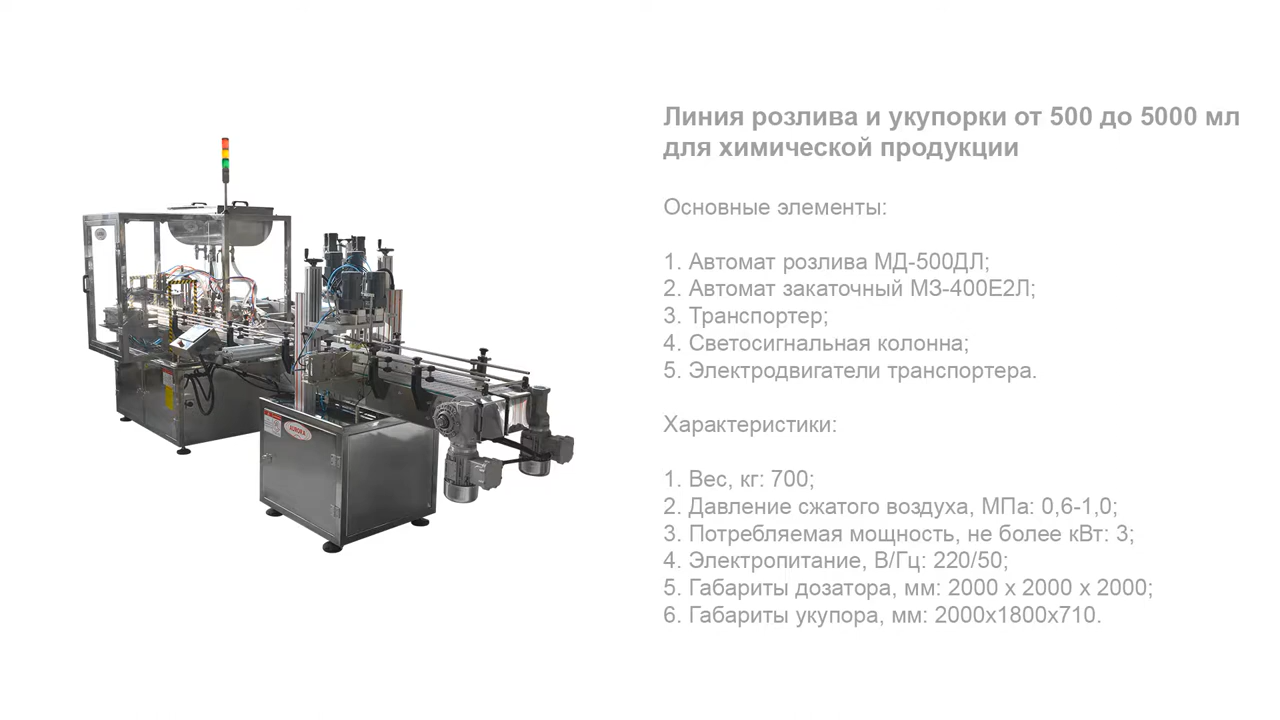 Линия розлива и укупорки от 500 до 5000 мл
для химической продукции
Основные элементы:
1. Автомат розлива МД-500ДЛ;
2. Автомат закаточный МЗ-400Е2Л;
3. Транспортер;
4. Светосигнальная колонна;
5. Электродвигатели транспортера.
Характеристики:
1. Вес, кг: 700;
2. Давление сжатого воздуха, МПа: 0,6-1,0;
3. Потребляемая мощность, не более кВт: 3;
4. Электропитание, В/Гц: 220/50;
5. Габариты дозатора, мм: 2000 х 2000 х 2000;
6. Габариты укупора, мм: 2000х1800х710.
AURORA